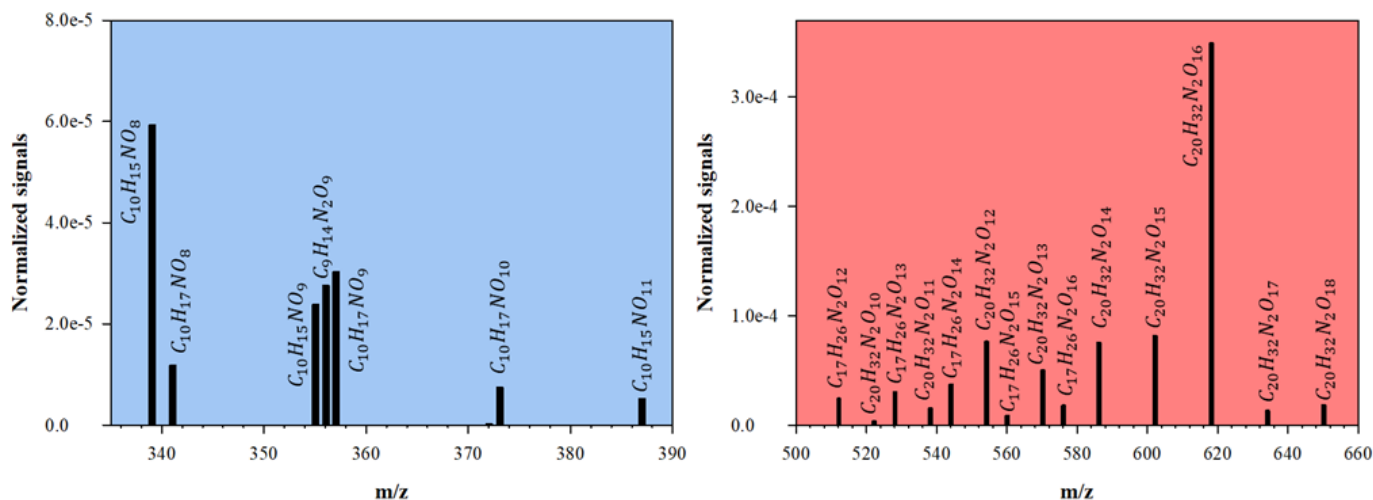 Normalized signals
8.0e-5
6.0e-5
4.0e-5
2.0e-5
0.0
C₁₀H₁₅NO₈
C₁₀H₁₇NO₈
C₁₀H₁₅NO₉
C₉H₁₄N₂O₉
C₁₀H₁₇NO₉
C₁₀H₁₇NO₁₀
C₁₀H₁₅NO₁₁
340 350 360 370 380 390
m/z
Normalized signals
3.0e-4
2.0e-4
1.0e-4
0.0
C₁₇H₂₆N₂O₁₂
C₂₀H₃₂N₂O₁₀
C₁₇H₂₆N₂O₁₃
C₂₀H₃₂N₂O₁₁
C₁₇H₂₆N₂O₁₄
C₂₀H₃₂N₂O₁₂
C₁₇H₂₆N₂O₁₅
C₂₀H₃₂N₂O₁₃
C₁₇H₂₆N₂O₁₆
C₂₀H₃₂N₂O₁₄
C₂₀H₃₂N₂O₁₅
C₂₀H₃₂N₂O₁₆
C₂₀H₃₂N₂O₁₇
C₂₀H₃₂N₂O₁₈
500 520 540 560 580 600 620 640 660
m/z